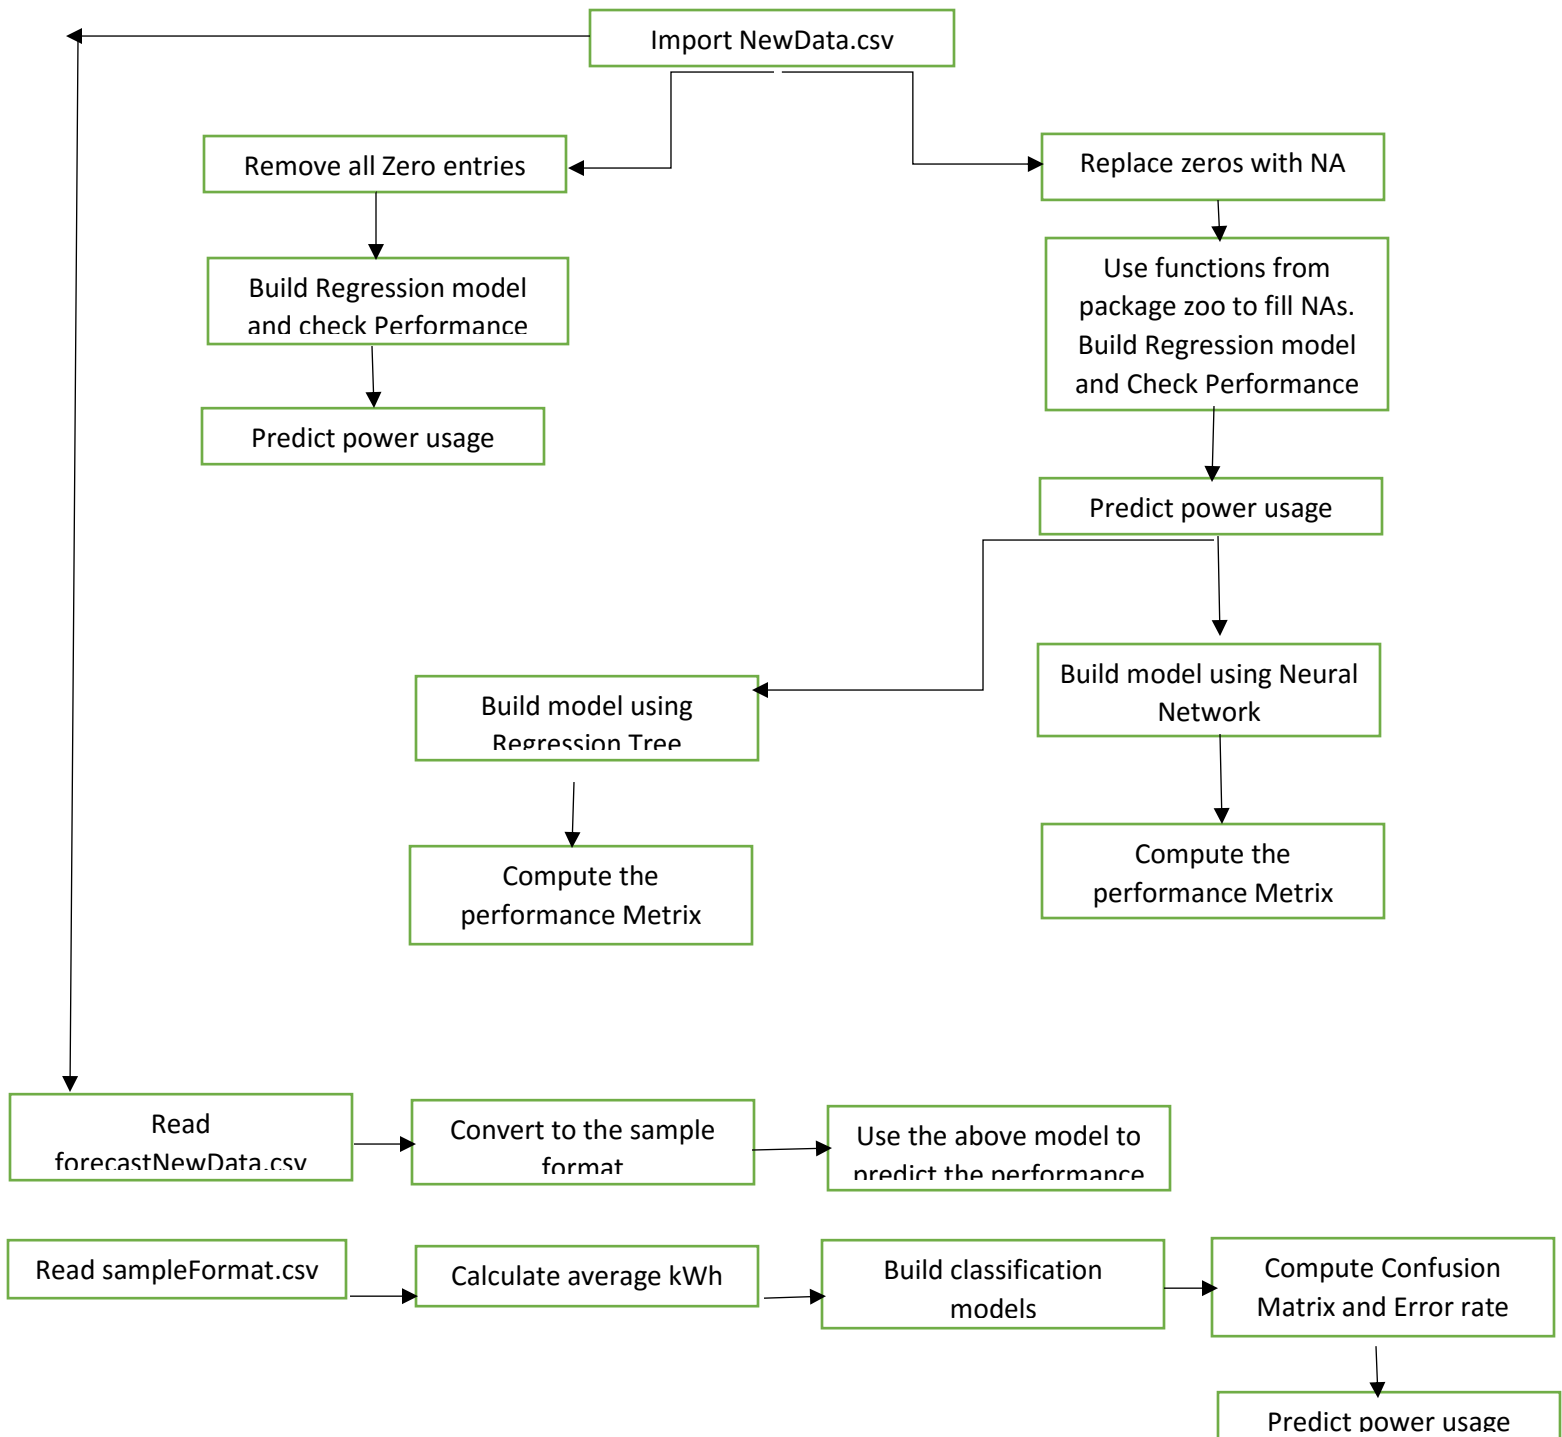 Import NewData.csv
Remove all Zero entries
Replace zeros with NA
Build Regression model
and check Performance
Use functions from
package zoo to fill NAs.
Build Regression model
and Check Performance
Predict power usage
Predict power usage
Build model using
Regression Tree
Build model using Neural
Network
Compute the
performance Metrix
Compute the
performance Metrix
Read
forecastNewData.csv
Convert to the sample
format
Use the above model to
predict the performance
Read sampleFormat.csv
Calculate average kWh
Build classification
models
Compute Confusion
Matrix and Error rate
Predict power usage